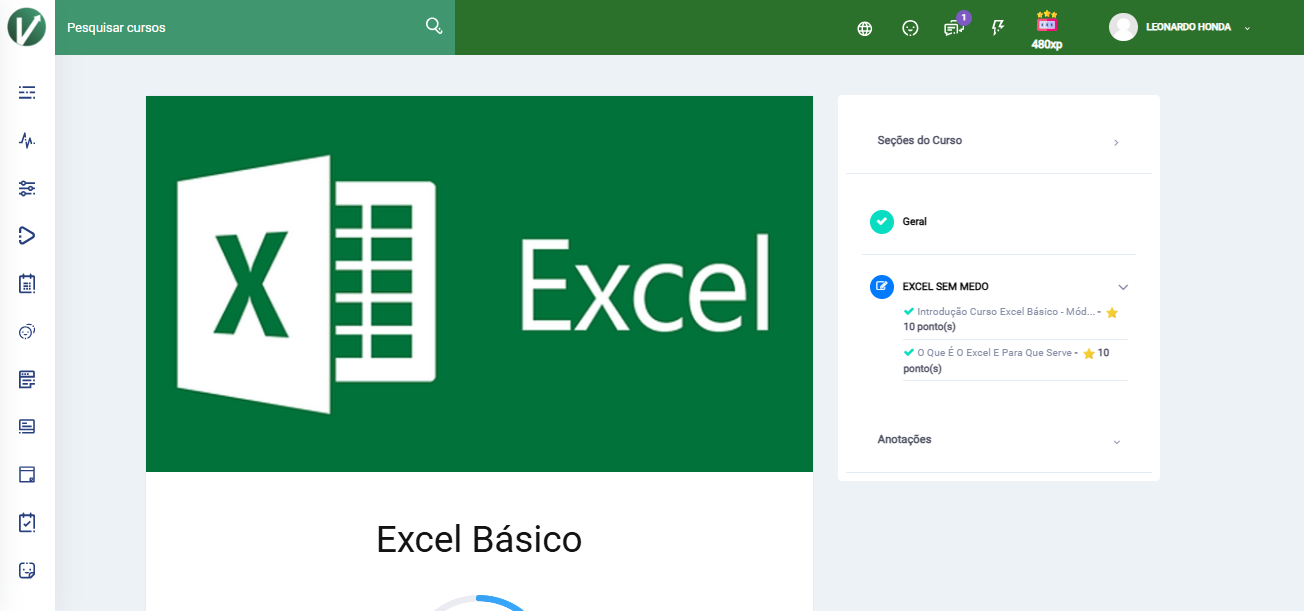 Pesquisar cursos
1
480xp
LEONARDO HONDA
X
Excel
Excel Básico
Seções do Curso
Geral
EXCEL SEM MEDO
Introdução Curso Excel Básico - Mód... -
10 ponto(s)
O Que É O Excel E Para Que Serve - 10
ponto(s)
Anotações